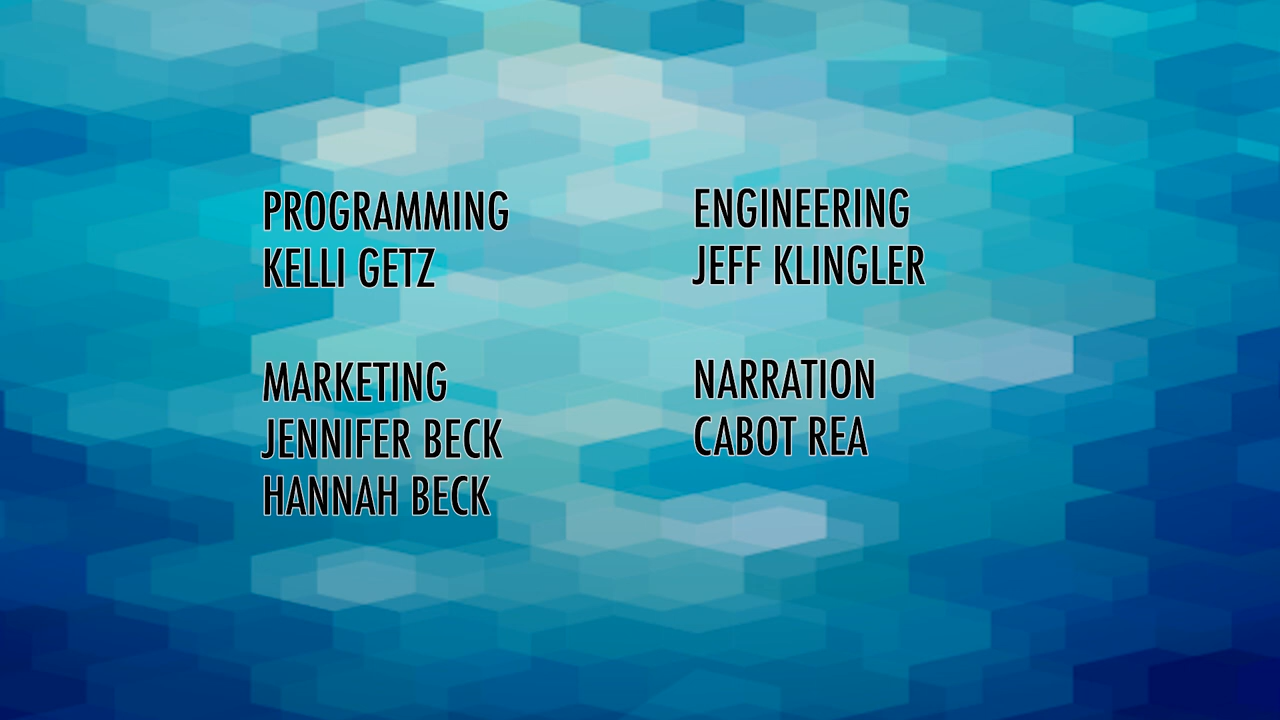 PROGRAMMING
KELLI GETZ
MARKETING
JENNIFER BECK
HANNAH BECK
ENGINEERING
JEFF KLINGLER
NARRATION
CABOT REA